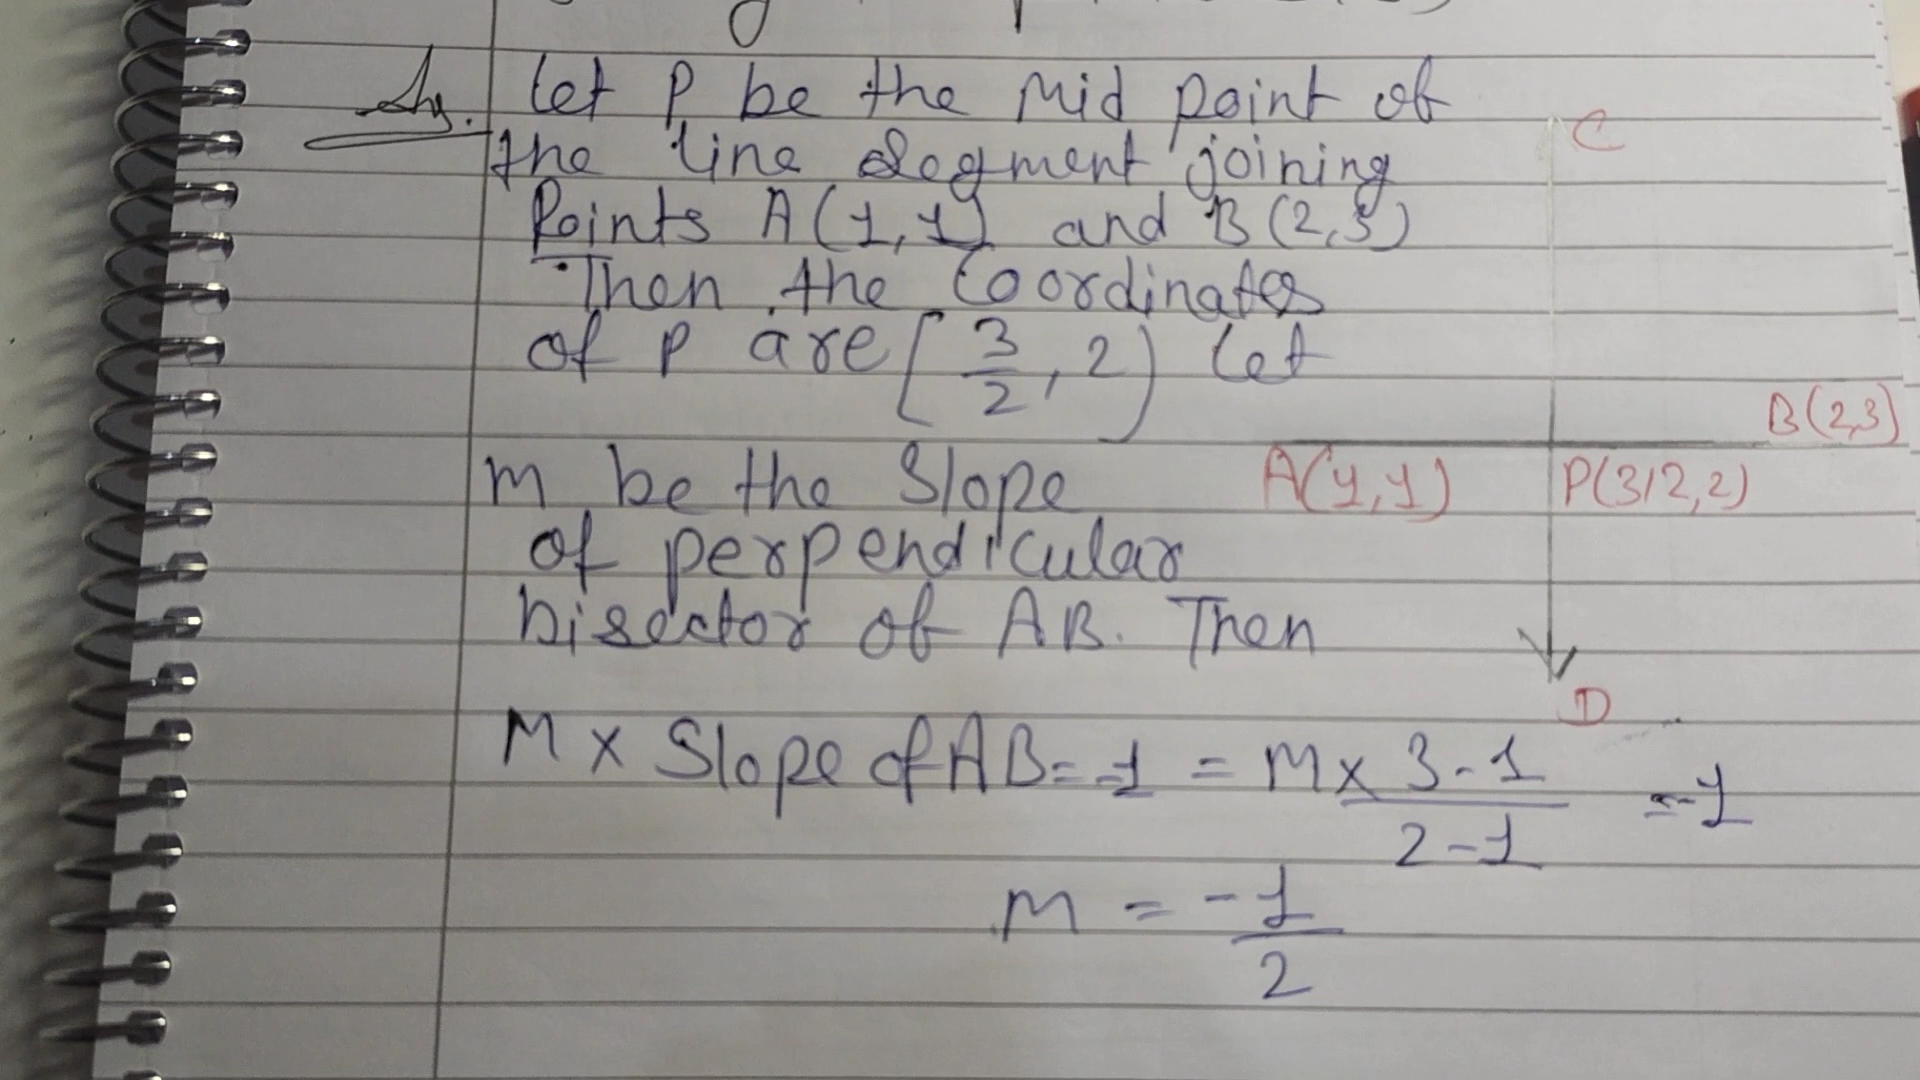 Ans.
Let P be the Mid point of
the line segment joining
Points A(1,1) and B(2,3)
Then the Coordinates
of P are [3/2, 2) Let
m be the Slope
of perpendicular
bisector of AB. Then
M x Slope of AB = -1 = M x 3-1/2-1 = -1
M = -1/2
C
B(2,3)
A(1,1)
P(3/2,2)
D